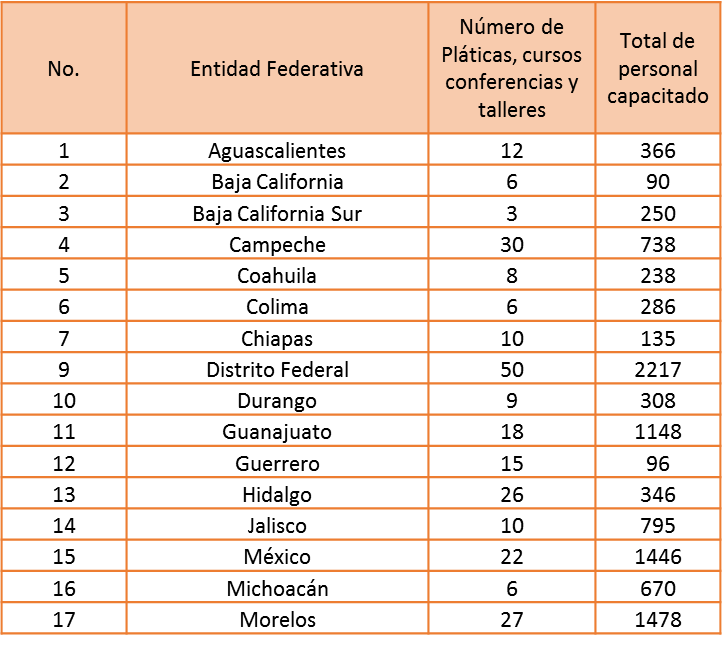 No.
Entidad Federativa
Número de
Pláticas, cursos
conferencias y
talleres
Total de
personal
capacitado
1 Aguascalientes 12 366
2 Baja California 6 90
3 Baja California Sur 3 250
4 Campeche 30 738
5 Coahuila 8 238
6 Colima 6 286
7 Chiapas 10 135
9 Distrito Federal 50 2217
10 Durango 9 308
11 Guanajuato 18 1148
12 Guerrero 15 96
13 Hidalgo 26 346
14 Jalisco 10 795
15 México 22 1446
16 Michoacán 6 670
17 Morelos 27 1478